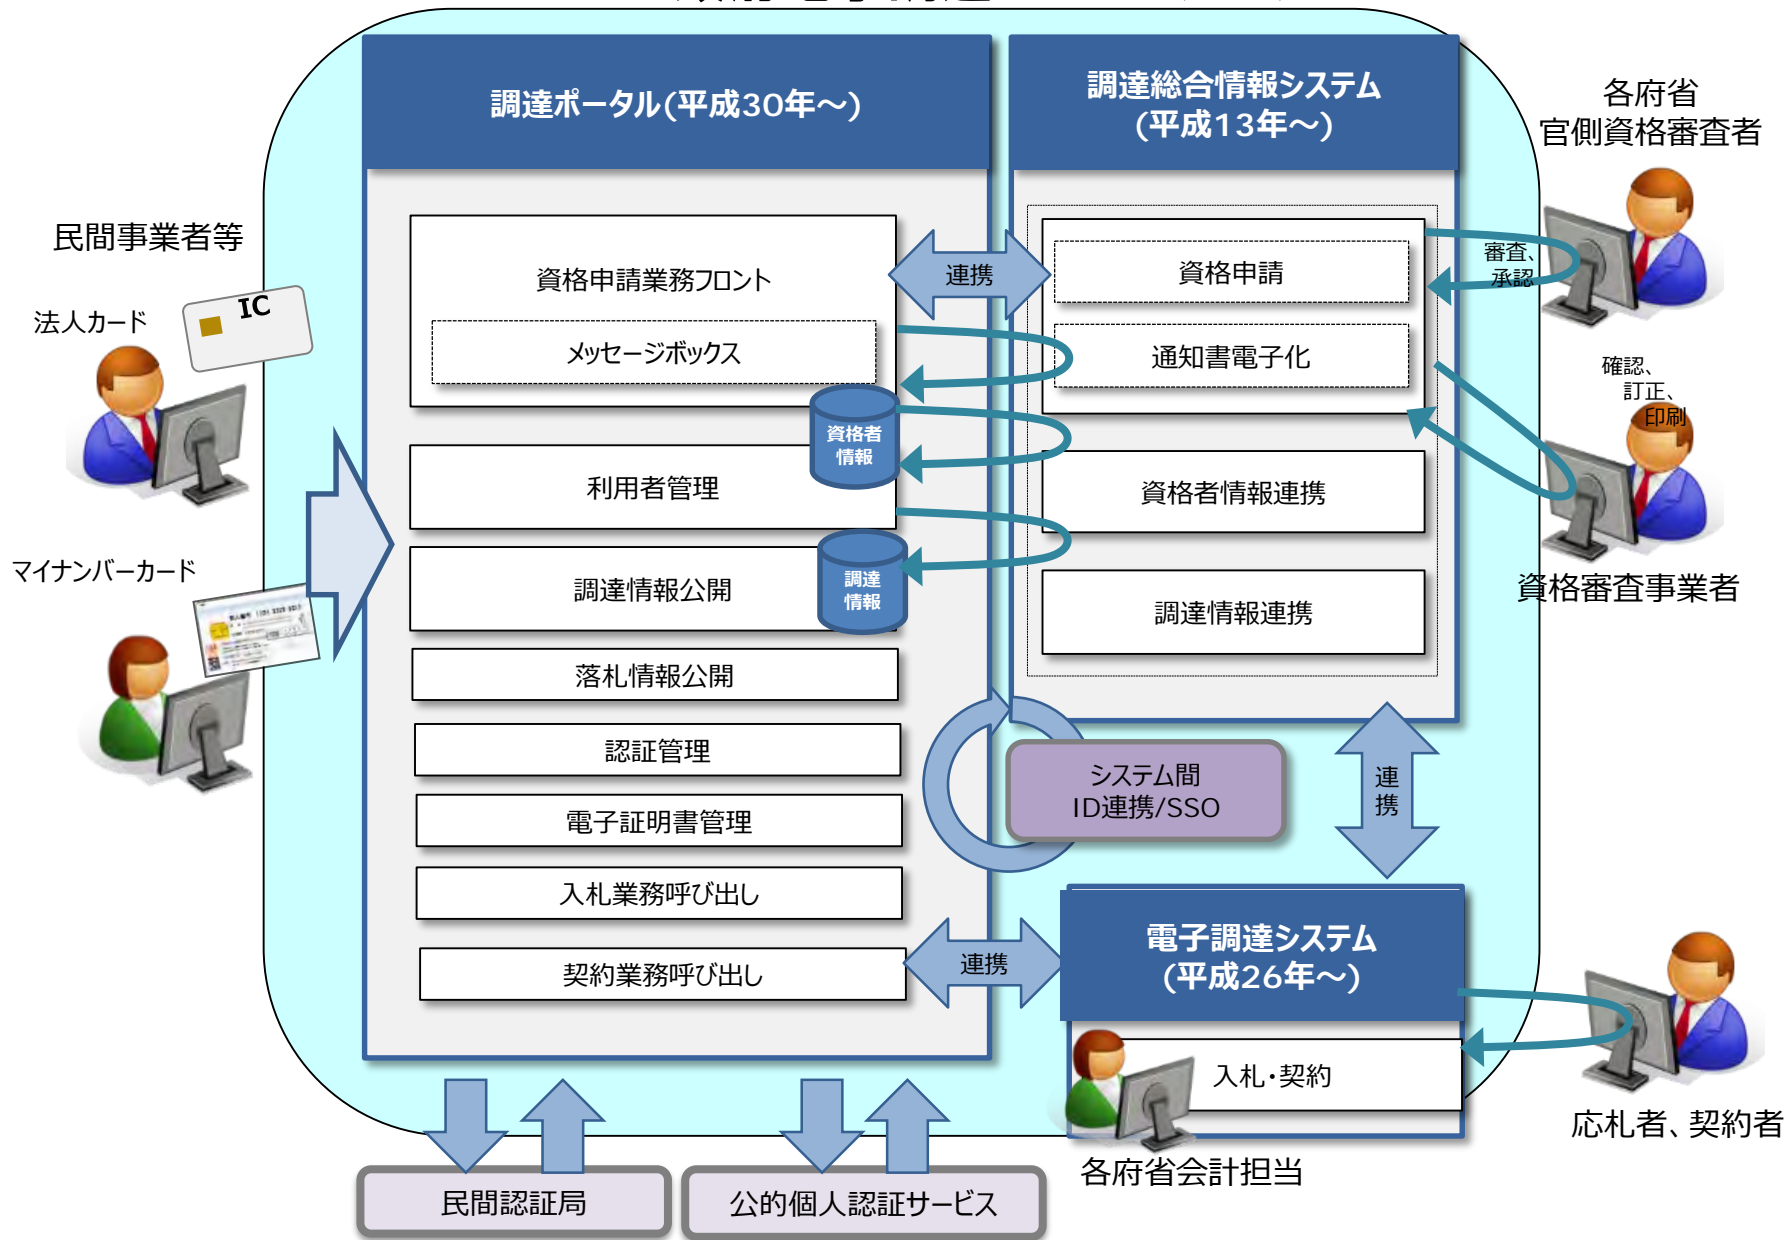 調達ポータル(平成30年～)
調達総合情報システム
(平成13年～)
各府省
官側資格審査者
民間事業者等
法人カード
IC
マイナンバーカード
資格申請業務フロント
メッセージボックス
資格者
情報
利用者管理
調達情報公開
調達
情報
落札情報公開
認証管理
電子証明書管理
入札業務呼び出し
契約業務呼び出し
連携
資格申請
通知書電子化
資格者情報連携
調達情報連携
審査、
承認
確認、
訂正、
印刷
資格審査事業者
システム間
ID連携/SSO
連
携
連携
電子調達システム
(平成26年～)
入札・契約
各府省会計担当
応札者、契約者
民間認証局
公的個人認証サービス